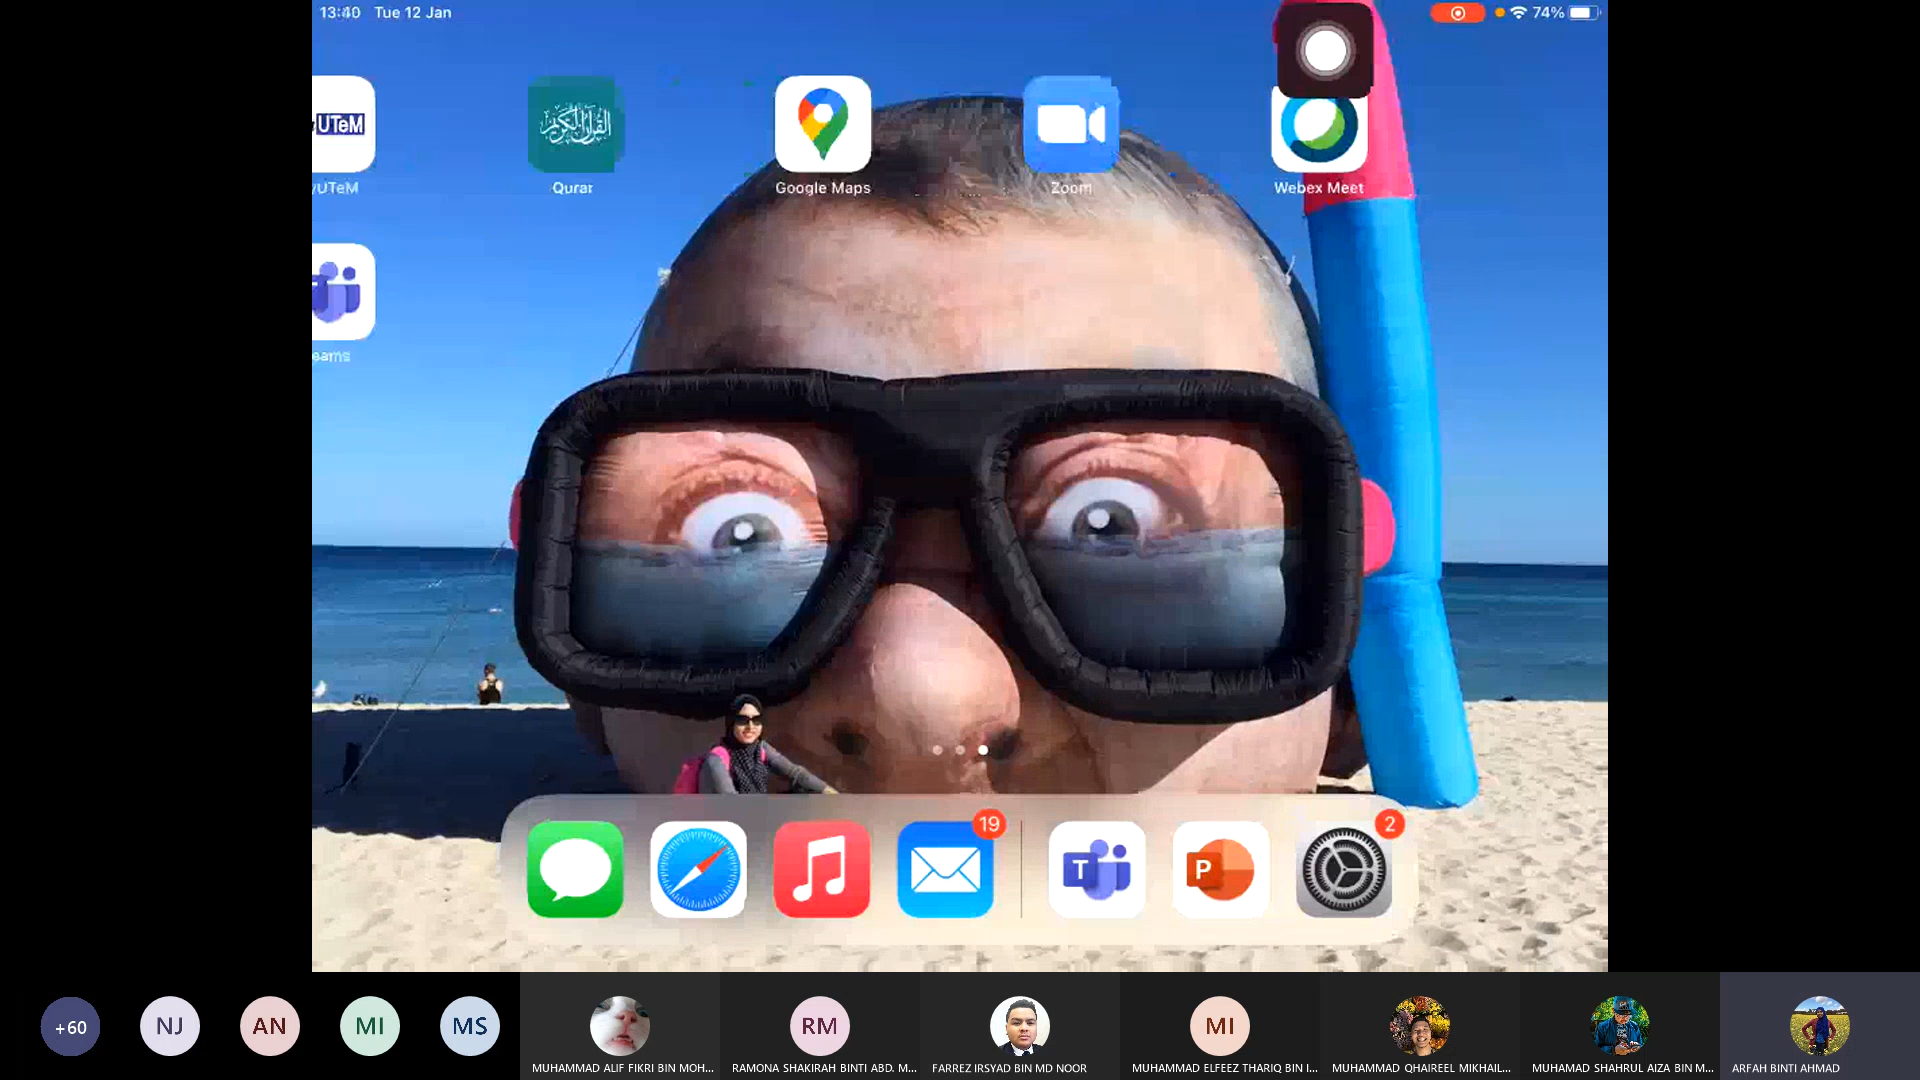 13:40 Tue 12 Jan
74%
UTeM
القرآن الكريم
UTeM
Quran
Google Maps
Zoom
Webex Meet
eams
19
2
T
P
+60
NJ
AN
MI
MS
RM
MI
MUHAMMAD ALIF FIKRI BIN MOH...
RAMONA SHAKIRAH BINTI ABD. M...
FARREZ IRSYAD BIN MD NOOR
MUHAMMAD ELFEEZ THARIQ BIN I...
MUHAMMAD QHAIREEL MIKHAIL...
MUHAMAD SHAHRUL AIZA BIN M...
ARFAH BINTI AHMAD